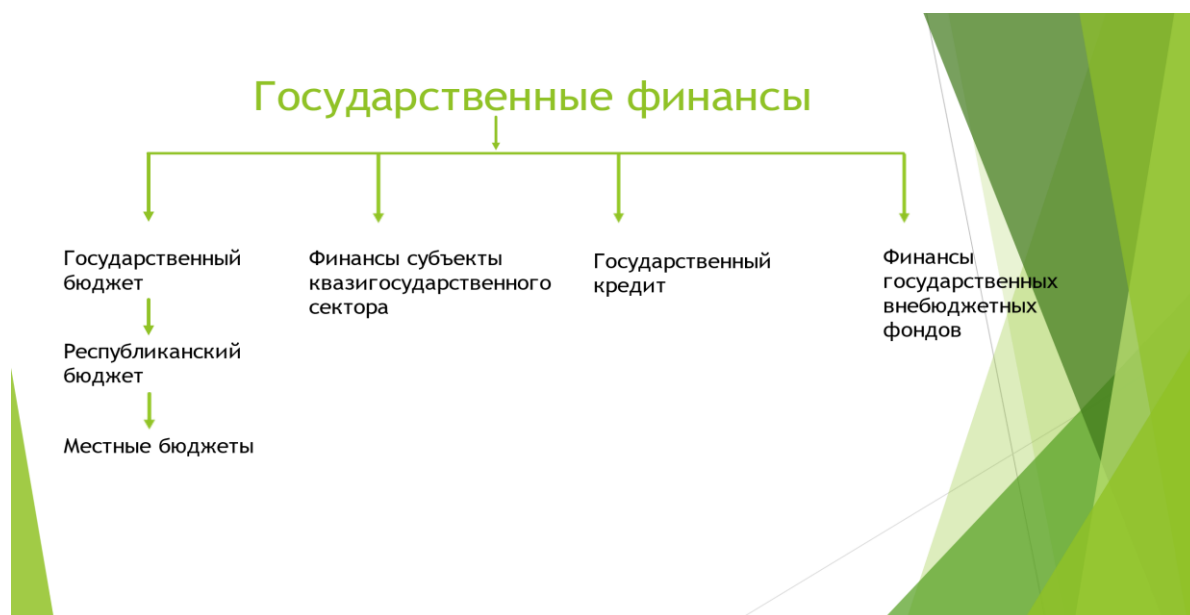 Государственные финансы
Государственный
бюджет
Республиканский
бюджет
Местные бюджеты
Финансы субъекты
квазигосударственного
сектора
Государственный
кредит
Финансы
государственных
внебюджетных
фондов